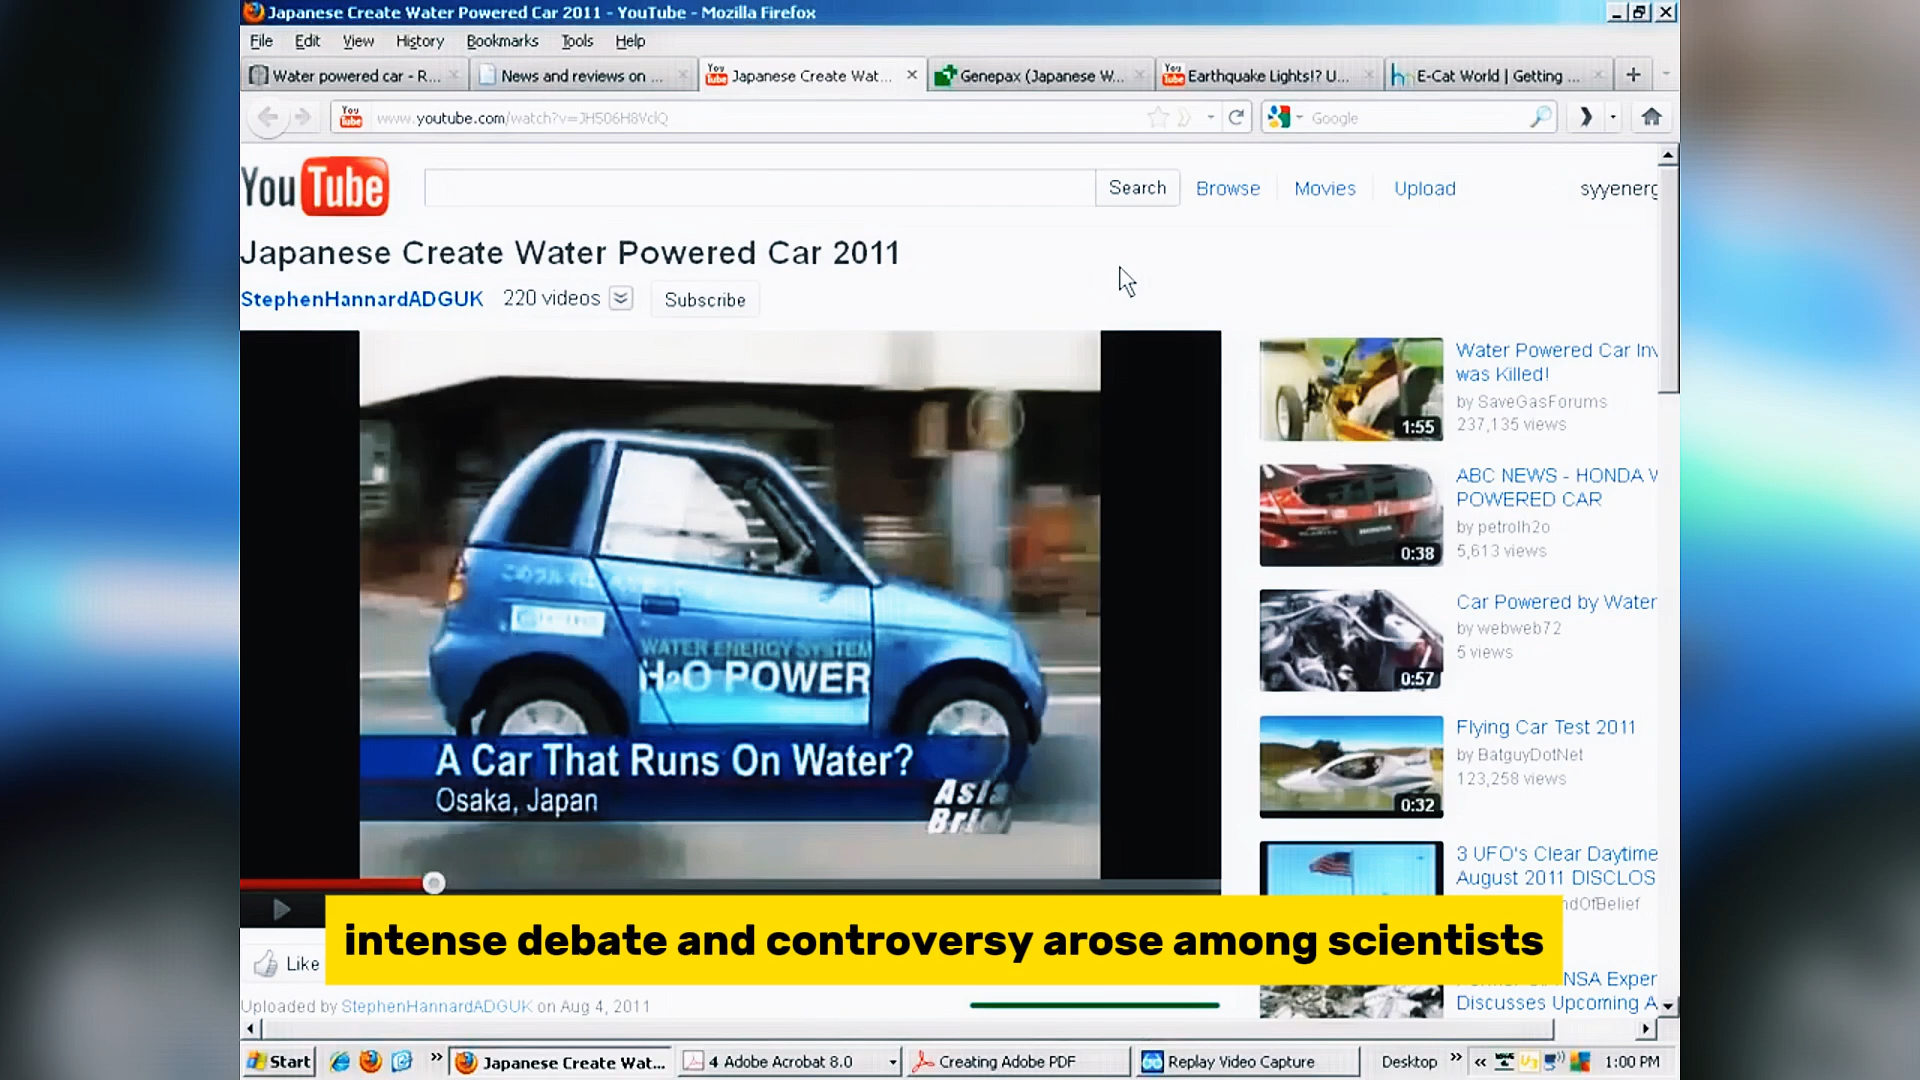 Japanese Create Water Powered Car 2011 - YouTube - Mozilla Firefox
File Edit View History Bookmarks Tools Help
Water powered car - R...
News and reviews on ...
Japanese Create Wat...
Genepax (Japanese W...
Earthquake Lights!? U...
E-Cat World | Getting ...
www.youtube.com/watch?v=JH506H8VclQ
Google
YouTube
Search
Browse
Movies
Upload
syyenerg
Japanese Create Water Powered Car 2011
StephenHannardADGUK 220 videos Subscribe
WATER ENERGY SYSTEM
H2O POWER
A Car That Runs On Water?
Osaka, Japan
Asia
Brief
Water Powered Car Inv
was Killed!
by SaveGasForums
237,135 views
1:55
ABC NEWS - HONDA W
POWERED CAR
by petrolh2o
5,613 views
0:38
Car Powered by Water
by webweb72
5 views
0:57
Flying Car Test 2011
by BatguyDotNet
123,258 views
0:32
3 UFO's Clear Daytime
August 2011 DISCLOS
ndOfBelief
NSA Exper
Discusses Upcoming A
intense debate and controversy arose among scientists
Like
Uploaded by StephenHannardADGUK on Aug 4, 2011
Start
Japanese Create Wat...
4 Adobe Acrobat 8.0
Creating Adobe PDF
Replay Video Capture
Desktop
1:00 PM